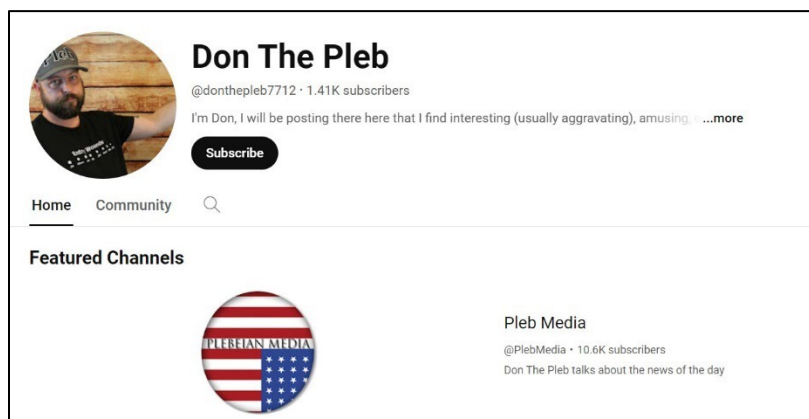 Don The Pleb
@donthepleb7712 · 1.41K subscribers
I'm Don, I will be posting there here that I find interesting (usually aggravating), amusing, ...more
Subscribe
Home Community
Featured Channels
PLEBEIAN MEDIA
Pleb Media
@PlebMedia • 10.6K subscribers
Don The Pleb talks about the news of the day